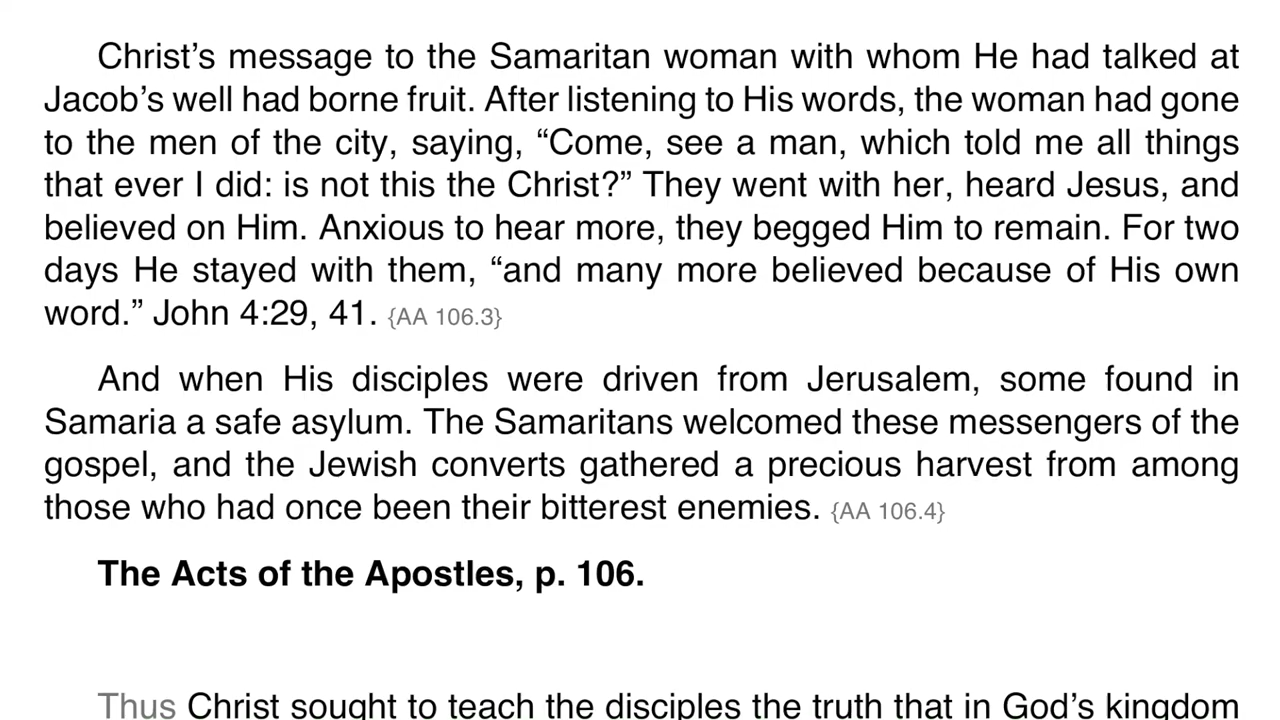 Christ’s message to the Samaritan woman with whom He had talked at
Jacob’s well had borne fruit. After listening to His words, the woman had gone
to the men of the city, saying, “Come, see a man, which told me all things
that ever I did: is not this the Christ?” They went with her, heard Jesus, and
believed on Him. Anxious to hear more, they begged Him to remain. For two
days He stayed with them, “and many more believed because of His own
word.” John 4:29, 41. {AA 106.3}
And when His disciples were driven from Jerusalem, some found in
Samaria a safe asylum. The Samaritans welcomed these messengers of the
gospel, and the Jewish converts gathered a precious harvest from among
those who had once been their bitterest enemies. {AA 106.4}
The Acts of the Apostles, p. 106.
Thus Christ sought to teach the disciples the truth that in God’s kingdom